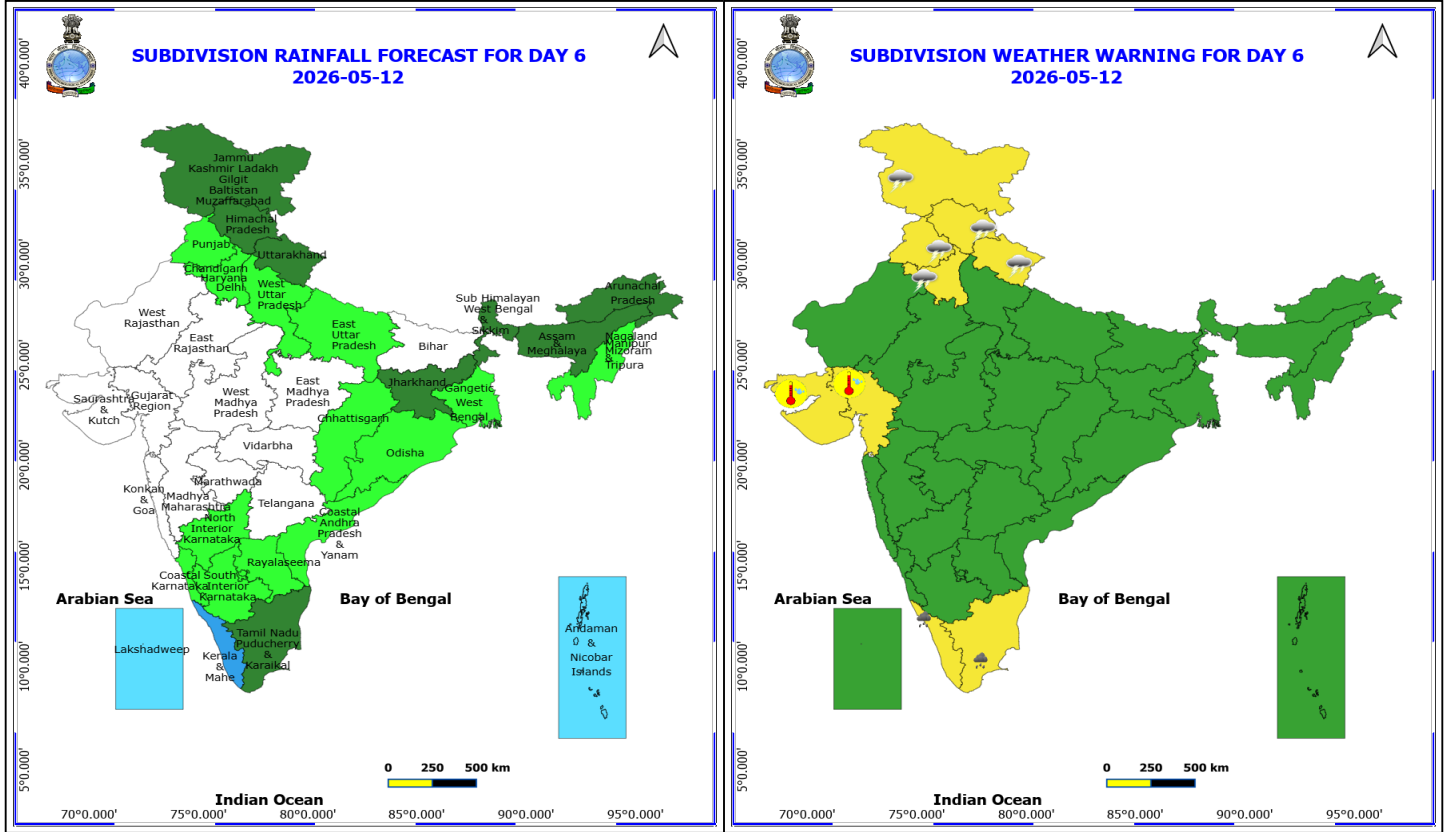 SUBDIVISION RAINFALL FORECAST FOR DAY 6
2026-05-12
40°0.000'
35°0.000'
30°0.000'
25°0.000'
20°0.000'
15°0.000'
10°0.000'
5°0.000'
Jammu
Kashmir Ladakh
Gilgit
Baltistan
Muzaffarabad
Himachal
Pradesh
Punjab
Uttarakhand
Chandigarh
Haryana
Delhi
West
Uttar
Pradesh
East
Uttar
Pradesh
West
Rajasthan
East
Rajasthan
Bihar
Sub Himalayan
West Bengal
&
Sikkim
Arunachal
Pradesh
Assam
&
Meghalaya
Nagaland
Manipur
Mizoram
&
Tripura
Jharkhand
Gangetic
West
Bengal
Saurashtra
&
Kutch
Gujarat
Region
West
Madhya
Pradesh
East
Madhya
Pradesh
Chhattisgarh
Odisha
Vidarbha
Marathwada
Konkan
&
Goa
Madhya
Maharashtra
Telangana
North
Interior
Karnataka
Coastal
Andhra
Pradesh
&
Yanam
Rayalaseema
Coastal
Karnataka
South
Interior
Karnataka
Tamil Nadu
Puducherry
&
Karaikal
Kerala
&
Mahe
Lakshadweep
Andaman
&
Nicobar
Islands
Arabian Sea
Bay of Bengal
Indian Ocean
0 250 500 km
70°0.000' 75°0.000' 80°0.000' 85°0.000' 90°0.000' 95°0.000'
SUBDIVISION WEATHER WARNING FOR DAY 6
2026-05-12
40°0.000'
35°0.000'
30°0.000'
25°0.000'
20°0.000'
15°0.000'
10°0.000'
5°0.000'
Arabian Sea
Bay of Bengal
Indian Ocean
0 250 500 km
70°0.000' 75°0.000' 80°0.000' 85°0.000' 90°0.000' 95°0.000'